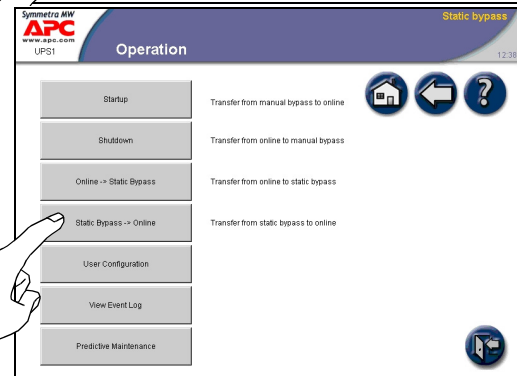 Symmetra MW
APC
www.apc.com
UPS1
Operation
Static bypass
12:38
Startup
Transfer from manual bypass to online
Shutdown
Transfer from online to manual bypass
Online -> Static Bypass
Transfer from online to static bypass
Static Bypass -> Online
Transfer from static bypass to online
User Configuration
View Event Log
Predictive Maintenance
?